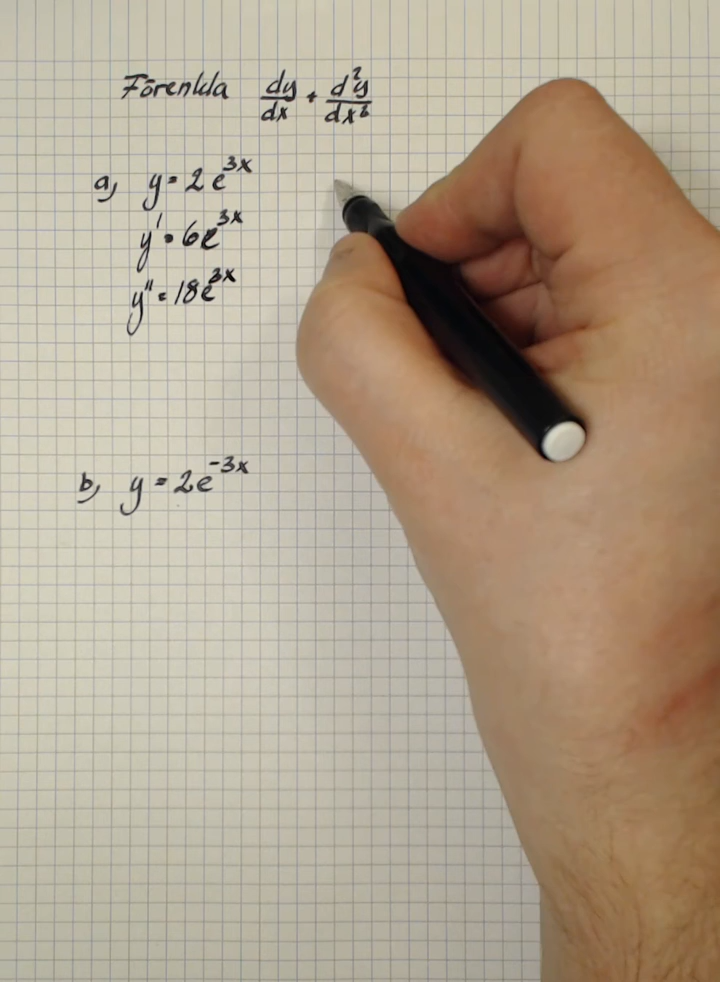 Förenkla dy/dx + d²y/dx²
a) y = 2e^3x
y' = 6e^3x
y" = 18e^3x
b) y = 2e^-3x